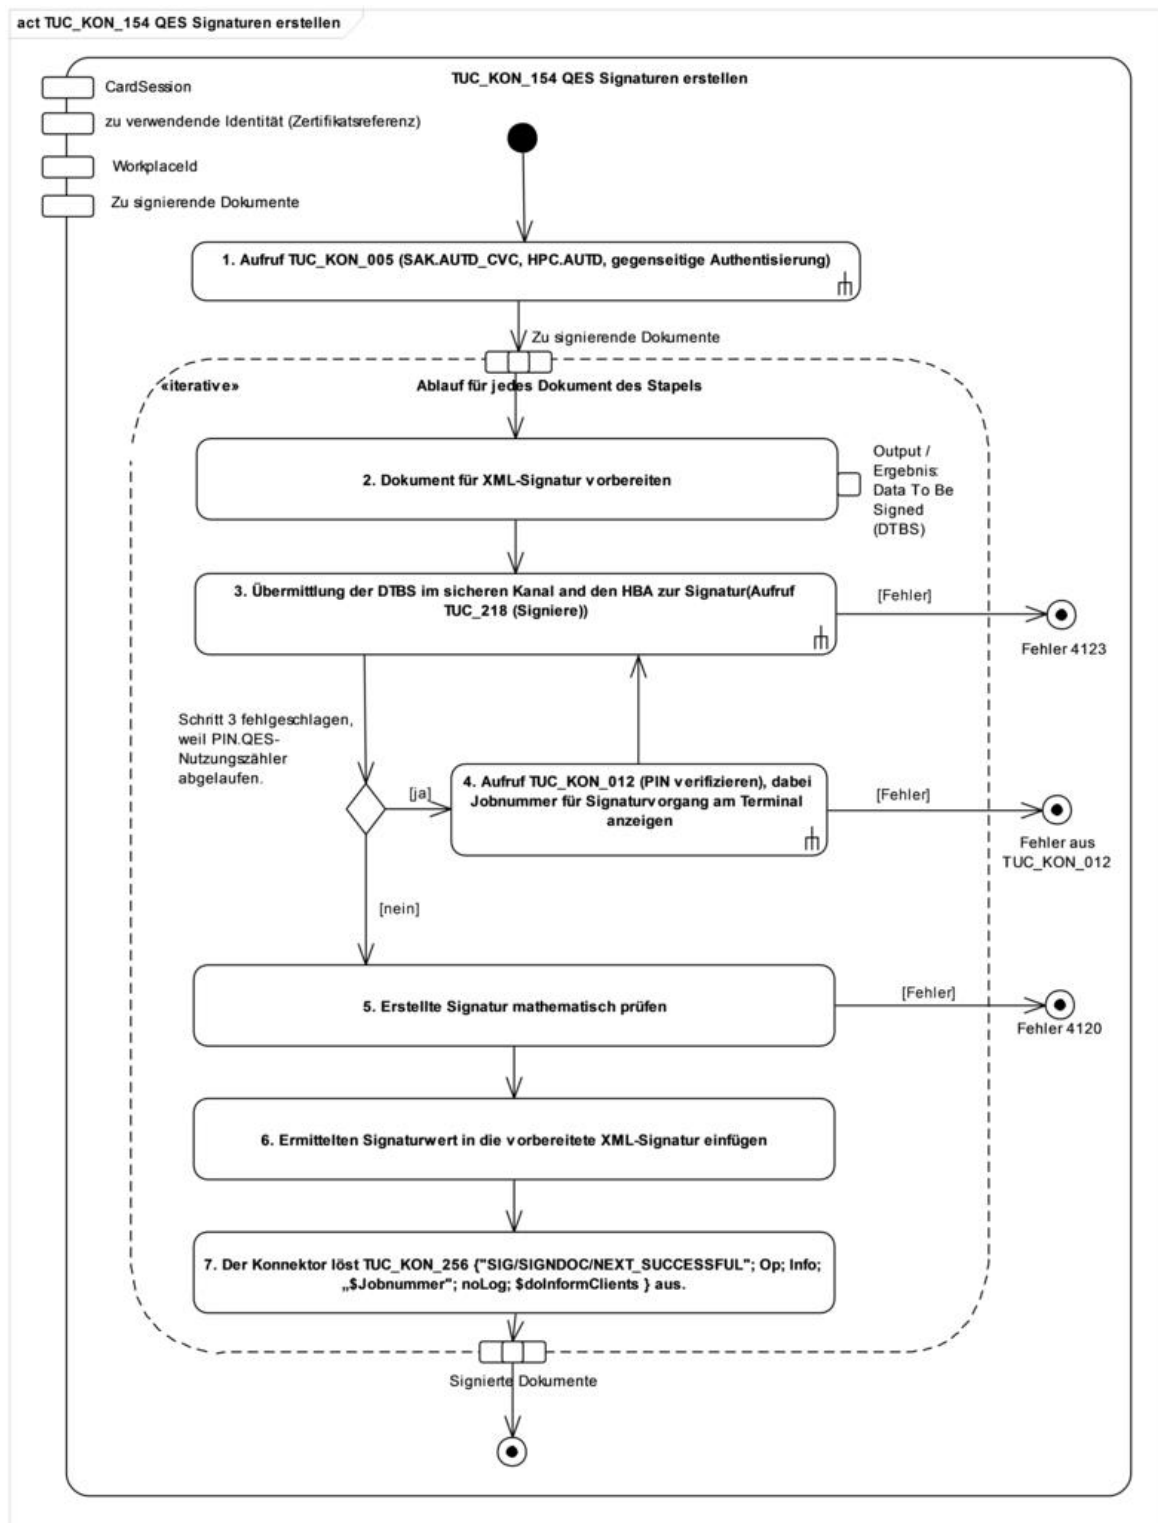 act TUC_KON_154 QES Signaturen erstellen
TUC_KON_154 QES Signaturen erstellen
CardSession
zu verwendende Identität (Zertifikatsreferenz)
WorkplaceId
Zu signierende Dokumente
1. Aufruf TUC_KON_005 (SAK.AUTD_CVC, HPC.AUTD, gegenseitige Authentisierung)
Zu signierende Dokumente
«iterative»
Ablauf für jedes Dokument des Stapels
2. Dokument für XML-Signatur vorbereiten
Output /
Ergebnis:
Data To Be
Signed
(DTBS)
3. Übermittlung der DTBS im sicheren Kanal and den HBA zur Signatur(Aufruf
TUC_218 (Signiere))
[Fehler]
Fehler 4123
Schritt 3 fehlgeschlagen,
weil PIN.QES-
Nutzungszähler
abgelaufen.
[ja]
4. Aufruf TUC_KON_012 (PIN verifizieren), dabei
Jobnummer für Signaturvorgang am Terminal
anzeigen
[Fehler]
Fehler aus
TUC_KON_012
[nein]
5. Erstellte Signatur mathematisch prüfen
[Fehler]
Fehler 4120
6. Ermittelten Signaturwert in die vorbereitete XML-Signatur einfügen
7. Der Konnektor löst TUC_KON_256 {"SIG/SIGNDOC/NEXT_SUCCESSFUL"; Op; Info;
„$Jobnummer"; noLog; $doInformClients } aus.
Signierte Dokumente